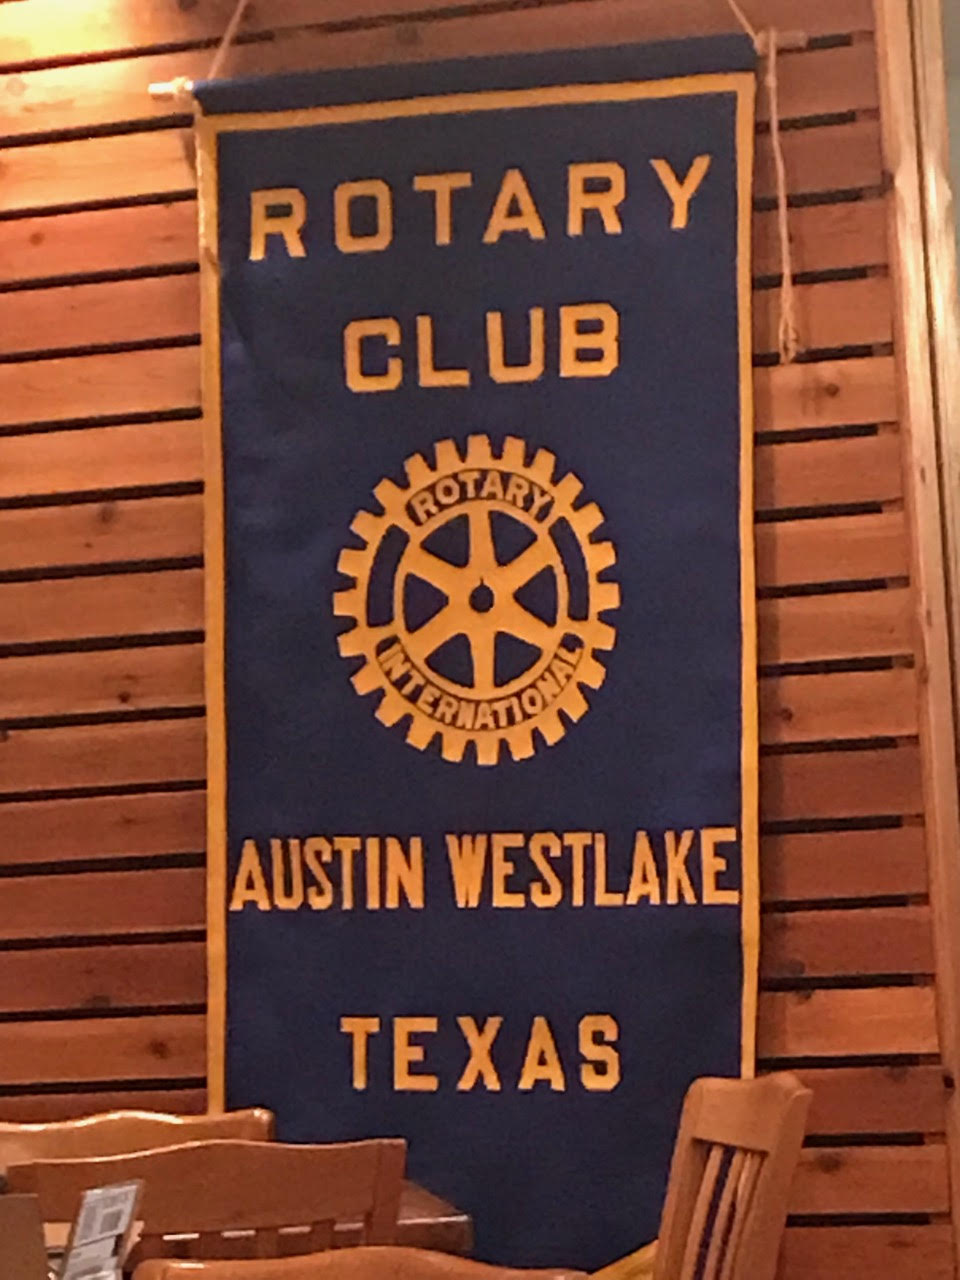 ROTARY
CLUB
ROTARY
INTERNATIONAL
AUSTIN WESTLAKE
TEXAS